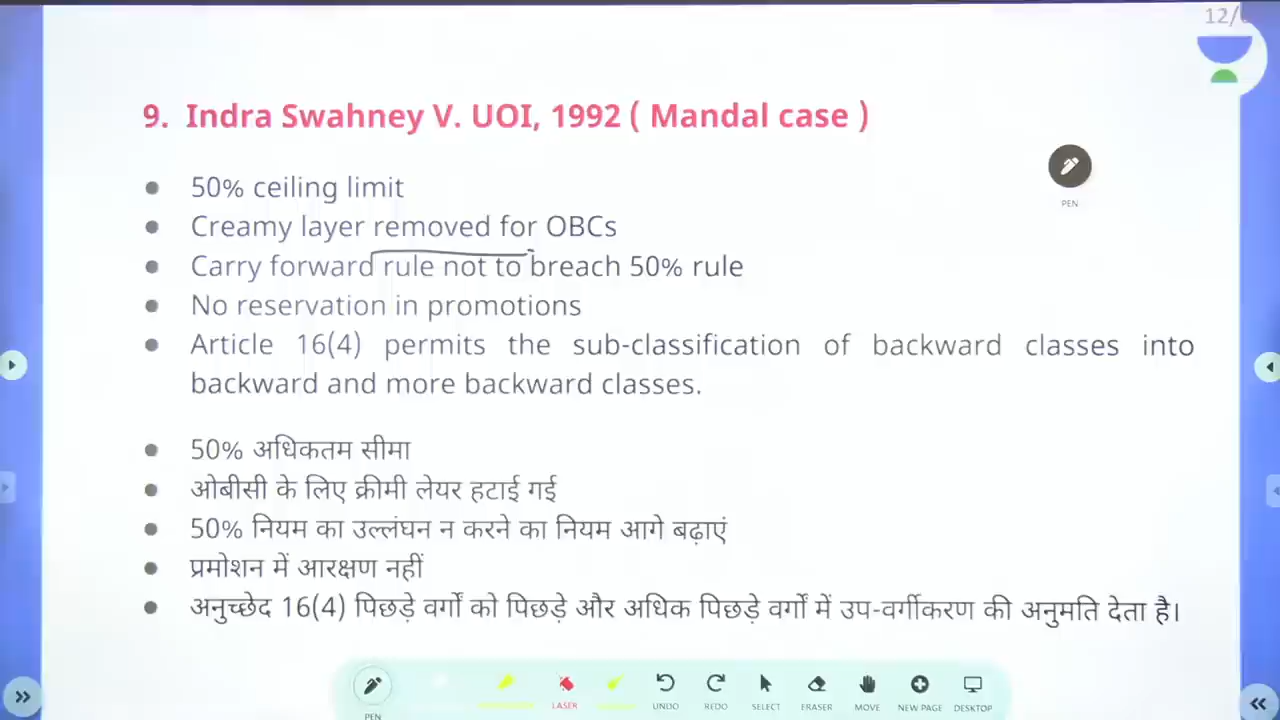 12/
9. Indra Swahney V. UOI, 1992 ( Mandal case )
PEN
50% ceiling limit
Creamy layer removed for OBCs
Carry forward rule not to breach 50% rule
No reservation in promotions
Article 16(4) permits the sub-classification of backward classes into
backward and more backward classes.
50% अधिकतम सीमा
ओबीसी के लिए क्रीमी लेयर हटाई गई
50% नियम का उल्लंघन न करने का नियम आगे बढ़ाएं
प्रमोशन में आरक्षण नहीं
अनुच्छेद 16(4) पिछड़े वर्गों को पिछड़े और अधिक पिछड़े वर्गों में उप-वर्गीकरण की अनुमति देता है।
PEN LASER UNDO REDO SELECT ERASER MOVE NEW PAGE DESKTOP